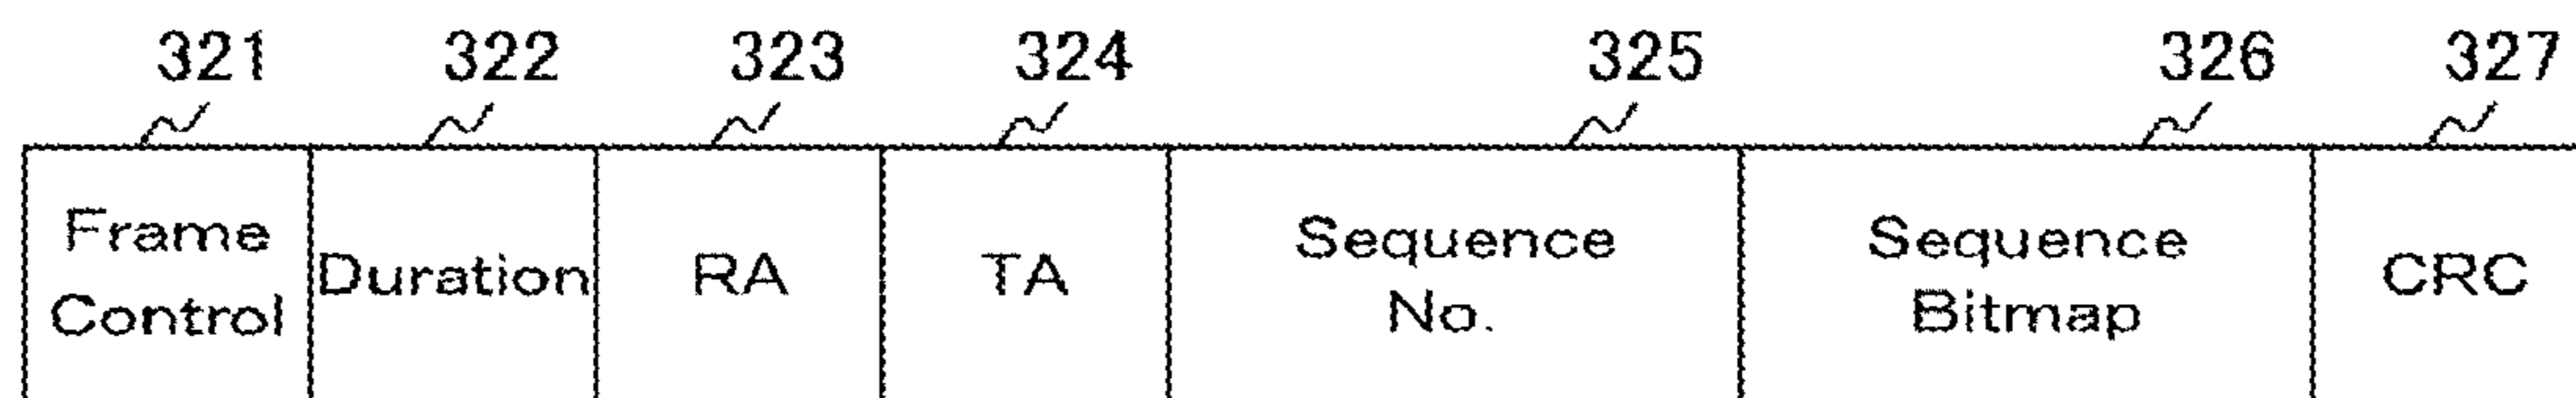 321 322 323 324 325 326 327
Frame
Control
Duration
RA
TA
Sequence
No.
Sequence
Bitmap
CRC